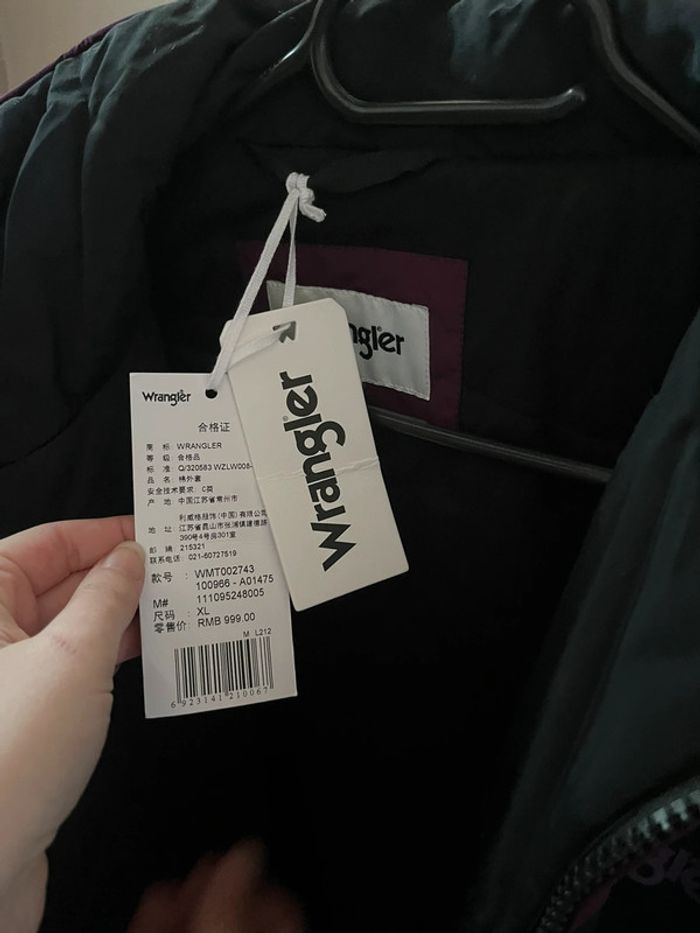 Wrangler
合格证
商 标: WRANGLER
等 级: 合格品
标 准: Q/320583 WZLW008-
品 名: 棉外套
安全技术要求: C类
产 地: 中国江苏省常州市
利威格服饰(中国)有限公司
地 址: 江苏省昆山市张浦镇建德路
390号4号房301室
邮 编: 215321
联系电话: 021-60727519
款号 : WMT002743
100966 - A01475
M# 111095248005
尺码 : XL
零售价: RMB 999.00
M L212
6 923141 210067
Wrangler
ngler